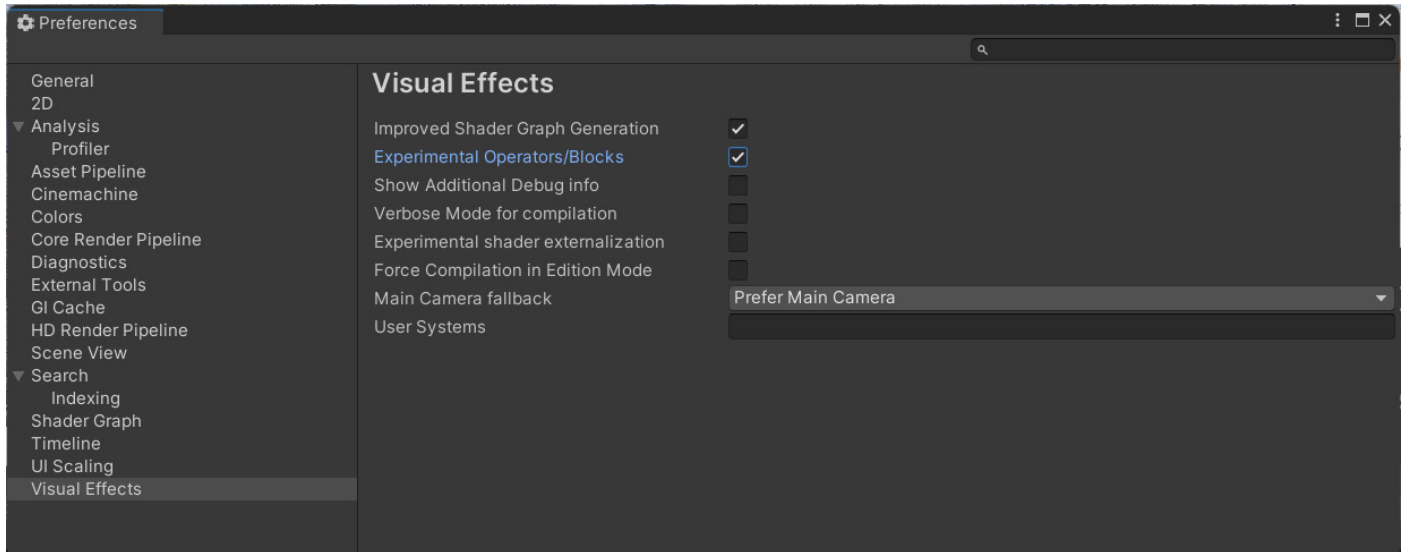 Preferences
General
2D
Analysis
Profiler
Asset Pipeline
Cinemachine
Colors
Core Render Pipeline
Diagnostics
External Tools
GI Cache
HD Render Pipeline
Scene View
Search
Indexing
Shader Graph
Timeline
UI Scaling
Visual Effects
Visual Effects
Improved Shader Graph Generation
Experimental Operators/Blocks
Show Additional Debug info
Verbose Mode for compilation
Experimental shader externalization
Force Compilation in Edition Mode
Main Camera fallback Prefer Main Camera
User Systems